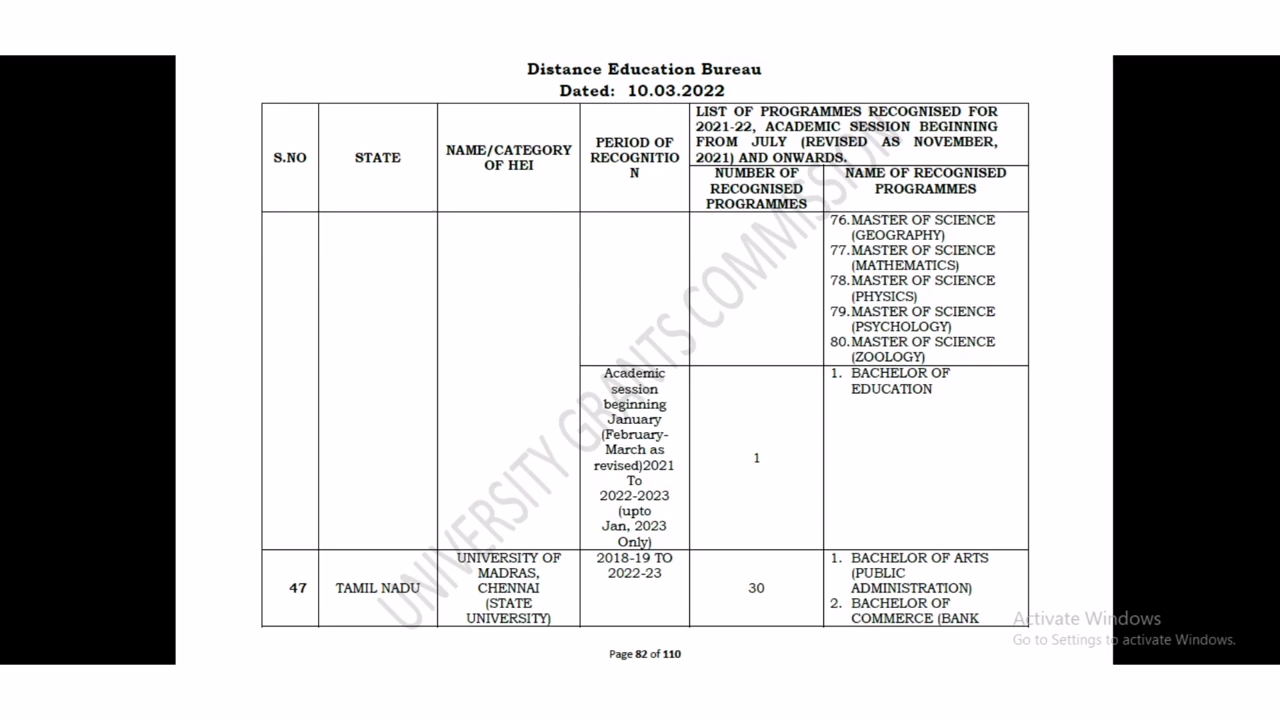 Distance Education Bureau
Dated: 10.03.2022
S.NO
STATE
NAME/CATEGORY
OF HEI
PERIOD OF
RECOGNITIO
N
LIST OF PROGRAMMES RECOGNISED FOR
2021-22, ACADEMIC SESSION BEGINNING
FROM JULY (REVISED AS NOVEMBER,
2021) AND ONWARDS.
NUMBER OF
RECOGNISED
PROGRAMMES
NAME OF RECOGNISED
PROGRAMMES
76.MASTER OF SCIENCE
(GEOGRAPHY)
77.MASTER OF SCIENCE
(MATHEMATICS)
78.MASTER OF SCIENCE
(PHYSICS)
79.MASTER OF SCIENCE
(PSYCHOLOGY)
80.MASTER OF SCIENCE
(ZOOLOGY)
Academic
session
beginning
January
(February-
March as
revised)2021
To
2022-2023
(upto
Jan, 2023
Only)
1
1. BACHELOR OF
EDUCATION
47
TAMIL NADU
UNIVERSITY OF
MADRAS,
CHENNAI
(STATE
UNIVERSITY)
2018-19 TO
2022-23
30
1. BACHELOR OF ARTS
(PUBLIC
ADMINISTRATION)
2. BACHELOR OF
COMMERCE (BANK
UNIVERSITY GRANTS COMMISSION
Page 82 of 110
Activate Windows
Go to Settings to activate Windows.